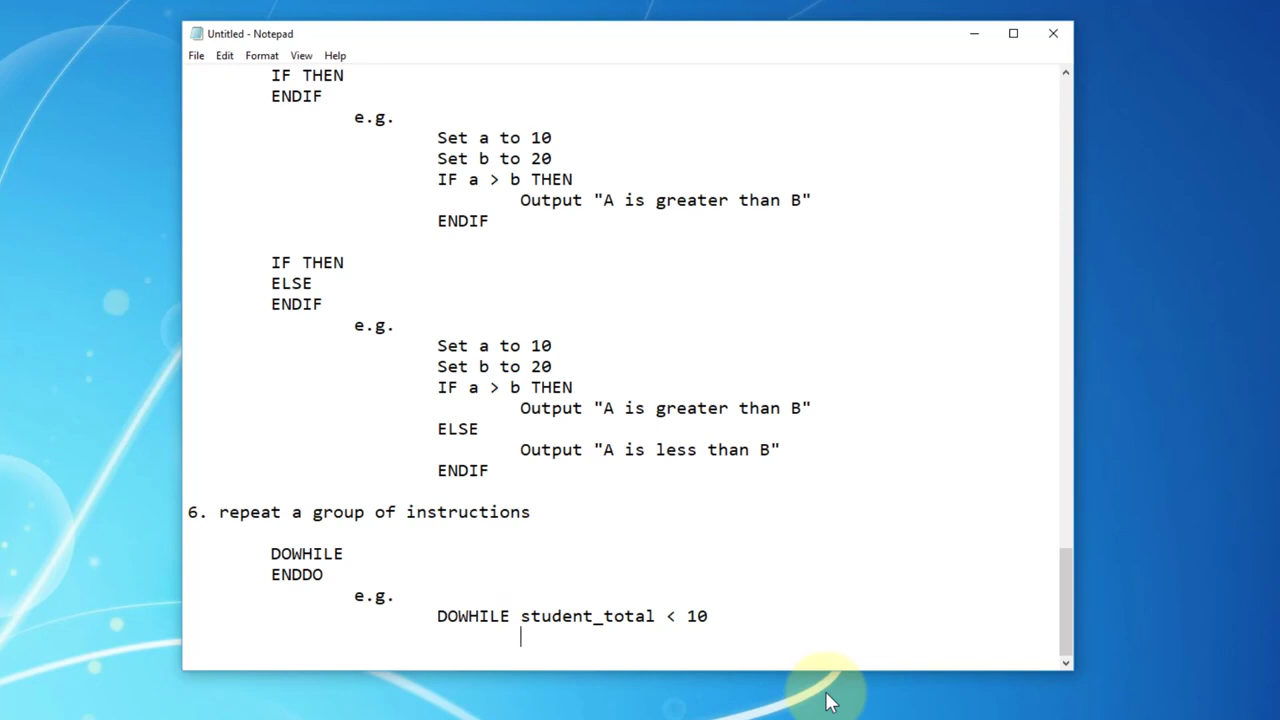 Untitled - Notepad
File Edit Format View Help
IF THEN
ENDIF
e.g.
Set a to 10
Set b to 20
IF a > b THEN
Output "A is greater than B"
ENDIF
IF THEN
ELSE
ENDIF
e.g.
Set a to 10
Set b to 20
IF a > b THEN
Output "A is greater than B"
ELSE
Output "A is less than B"
ENDIF
6. repeat a group of instructions
DOWHILE
ENDDO
e.g.
DOWHILE student_total < 10